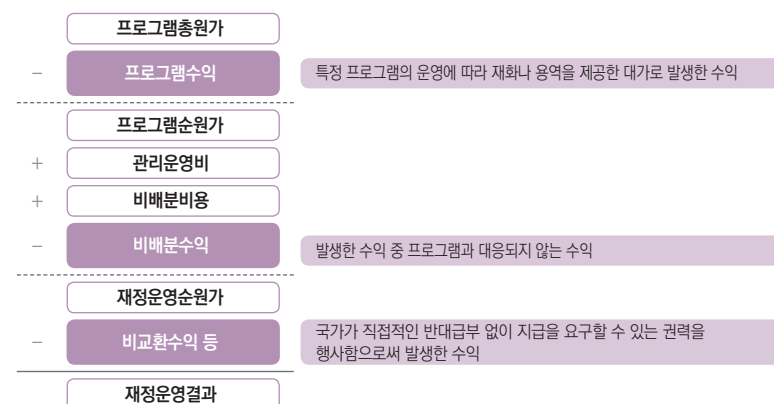 프로그램총원가
– 프로그램수익
특정 프로그램의 운영에 따라 재화나 용역을 제공한 대가로 발생한 수익
프로그램순원가
+ 관리운영비
+ 비배분비용
– 비배분수익
발생한 수익 중 프로그램과 대응되지 않는 수익
재정운영순원가
– 비교환수익 등
국가가 직접적인 반대급부 없이 지급을 요구할 수 있는 권력을
행사함으로써 발생한 수익
재정운영결과